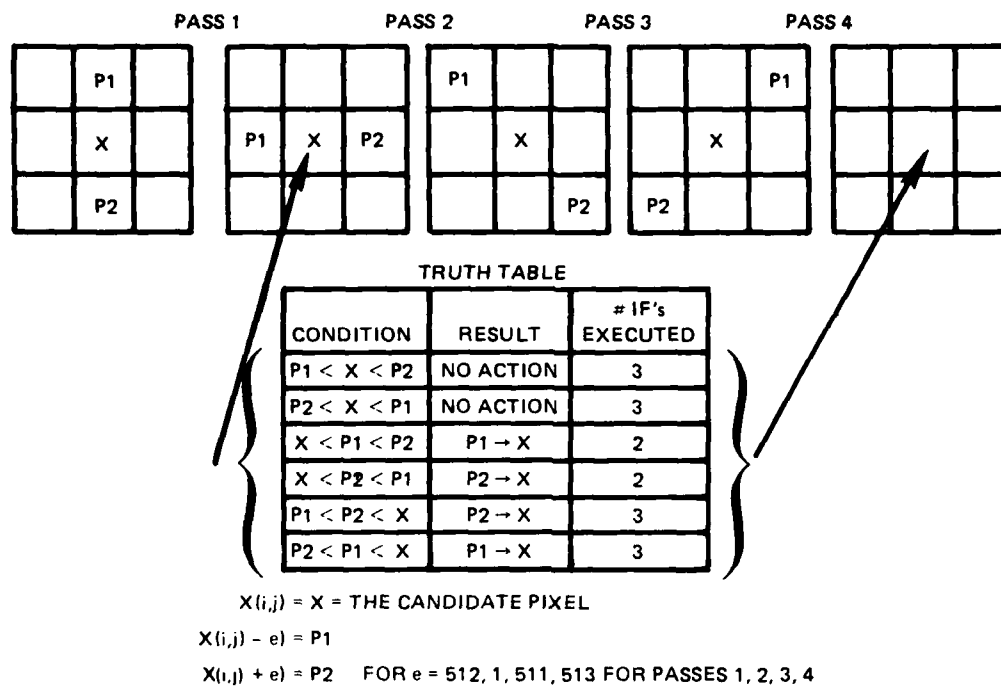 PASS 1 PASS 2 PASS 3 PASS 4
P1 P1 P1
X P1 X P2 X X
P2 P2 P2
TRUTH TABLE
CONDITION RESULT # IF's EXECUTED
P1 < X < P2 NO ACTION 3
P2 < X < P1 NO ACTION 3
X < P1 < P2 P1 → X 2
X < P2 < P1 P2 → X 2
P1 < P2 < X P2 → X 3
P2 < P1 < X P1 → X 3
X(i,j) = X = THE CANDIDATE PIXEL
X(i,j) – e) = P1
X(i,j) + e) = P2 FOR e = 512, 1, 511, 513 FOR PASSES 1, 2, 3, 4